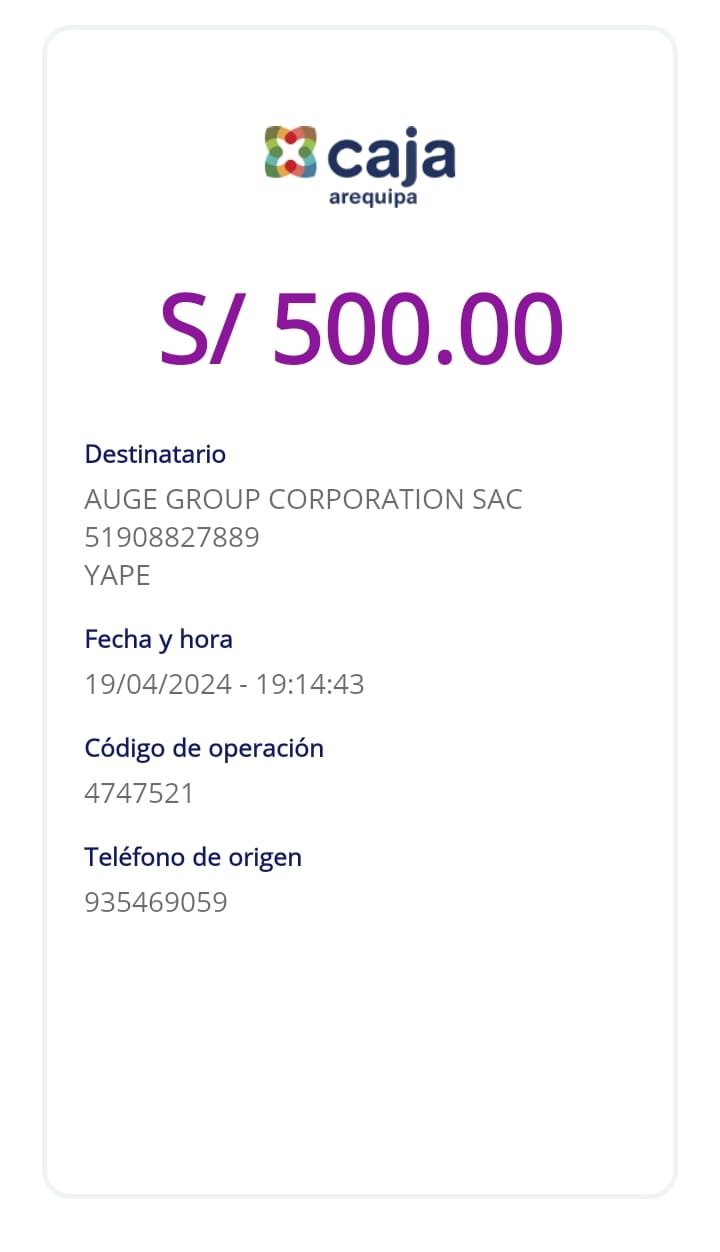 caja
arequipa
S/ 500.00
Destinatario
AUGE GROUP CORPORATION SAC
51908827889
YAPE
Fecha y hora
19/04/2024 - 19:14:43
Código de operación
4747521
Teléfono de origen
935469059